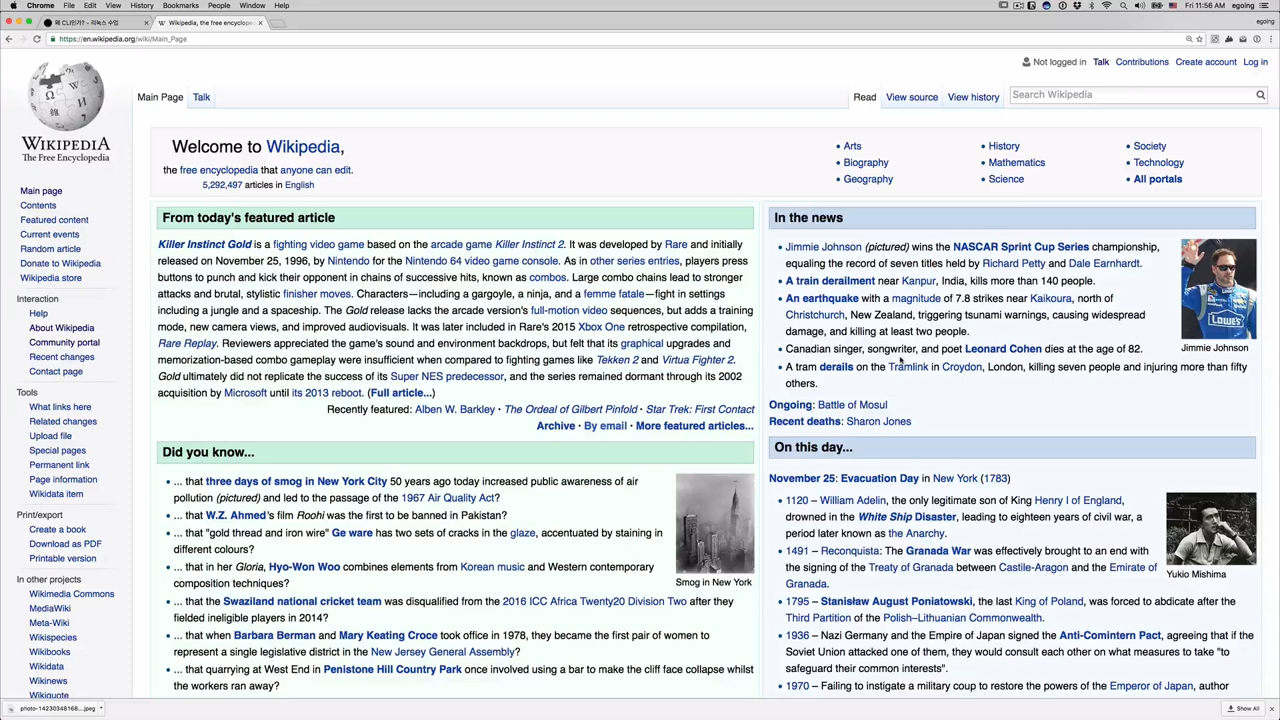 Chrome File Edit View History Bookmarks People Window Help
Fri 11:56 AM egoing
왜 CLI인가? - 리눅스 수업
Wikipedia, the free encyclopedia
egoing
https://en.wikipedia.org/wiki/Main_Page
Not logged in Talk Contributions Create account Log in
Main Page Talk
Read View source View history
Search Wikipedia
WIKIPEDIA
The Free Encyclopedia
Main page
Contents
Featured content
Current events
Random article
Donate to Wikipedia
Wikipedia store
Interaction
Help
About Wikipedia
Community portal
Recent changes
Contact page
Tools
What links here
Related changes
Upload file
Special pages
Permanent link
Page information
Wikidata item
Print/export
Create a book
Download as PDF
Printable version
In other projects
Wikimedia Commons
MediaWiki
Meta-Wiki
Wikispecies
Wikibooks
Wikidata
Wikinews
Wikiquote
Welcome to Wikipedia,
the free encyclopedia that anyone can edit.
5,292,497 articles in English
• Arts
• Biography
• Geography
• History
• Mathematics
• Science
• Society
• Technology
• All portals
From today's featured article
Killer Instinct Gold is a fighting video game based on the arcade game Killer Instinct 2. It was developed by Rare and initially
released on November 25, 1996, by Nintendo for the Nintendo 64 video game console. As in other series entries, players press
buttons to punch and kick their opponent in chains of successive hits, known as combos. Large combo chains lead to stronger
attacks and brutal, stylistic finisher moves. Characters—including a gargoyle, a ninja, and a femme fatale—fight in settings
including a jungle and a spaceship. The Gold release lacks the arcade version's full-motion video sequences, but adds a training
mode, new camera views, and improved audiovisuals. It was later included in Rare's 2015 Xbox One retrospective compilation,
Rare Replay. Reviewers appreciated the game's sound and environment backdrops, but felt its graphical upgrades and
memorization-based combo gameplay were insufficient when compared to fighting games like Tekken 2 and Virtua Fighter 2.
Gold ultimately did not replicate the success of its Super NES predecessor, and the series remained dormant through its 2002
acquisition by Microsoft until its 2013 reboot. (Full article...)
Recently featured: Alben W. Barkley · The Ordeal of Gilbert Pinfold · Star Trek: First Contact
Archive · By email · More featured articles...
Did you know...
• ... that three days of smog in New York City 50 years ago today increased public awareness of air
pollution (pictured) and led to the passage of the 1967 Air Quality Act?
• ... that W.Z. Ahmed's film Roohi was the first to be banned in Pakistan?
• ... that "gold thread and iron wire" Ge ware has two sets of cracks in the glaze, accentuated by staining in
different colours?
• ... that in her Gloria, Hyo-Won Woo combines elements from Korean music and Western contemporary
composition techniques?
• ... that the Swaziland national cricket team was disqualified from the 2016 ICC Africa Twenty20 Division Two after they
fielded ineligible players in 2014?
• ... that when Barbara Berman and Mary Keating Croce took office in 1978, they became the first pair of women to
represent a single legislative district in the New Jersey General Assembly?
• ... that quarrying at West End in Penistone Hill Country Park once involved using a bar to make the cliff face collapse whilst
the workers ran away?
Smog in New York
In the news
• Jimmie Johnson (pictured) wins the NASCAR Sprint Cup Series championship,
equaling the record of seven titles held by Richard Petty and Dale Earnhardt.
• A train derailment near Kanpur, India, kills more than 140 people.
• An earthquake with a magnitude of 7.8 strikes near Kaikoura, north of
Christchurch, New Zealand, triggering tsunami warnings, causing widespread
damage, and killing at least two people.
• Canadian singer, songwriter, and poet Leonard Cohen dies at the age of 82.
• A tram derails on the Tramlink in Croydon, London, killing seven people and injuring more than fifty
others.
Ongoing: Battle of Mosul
Recent deaths: Sharon Jones
LOWE'S
Jimmie Johnson
On this day...
November 25: Evacuation Day in New York (1783)
• 1120 – William Adelin, the only legitimate son of King Henry I of England,
drowned in the White Ship Disaster, leading to eighteen years of civil war, a
period later known as the Anarchy.
• 1491 – Reconquista: The Granada War was effectively brought to an end with
the signing of the Treaty of Granada between Castile-Aragon and the Emirate of
Granada.
• 1795 – Stanisław August Poniatowski, the last King of Poland, was forced to abdicate after the
Third Partition of the Polish–Lithuanian Commonwealth.
• 1936 – Nazi Germany and the Empire of Japan signed the Anti-Comintern Pact, agreeing that if the
Soviet Union attacked one of them, they would consult each other on what measures to take "to
safeguard their common interests".
• 1970 – Failing to instigate a military coup to restore the powers of the Emperor of Japan, author
Yukio Mishima
photo-14230348168....jpeg
Show All